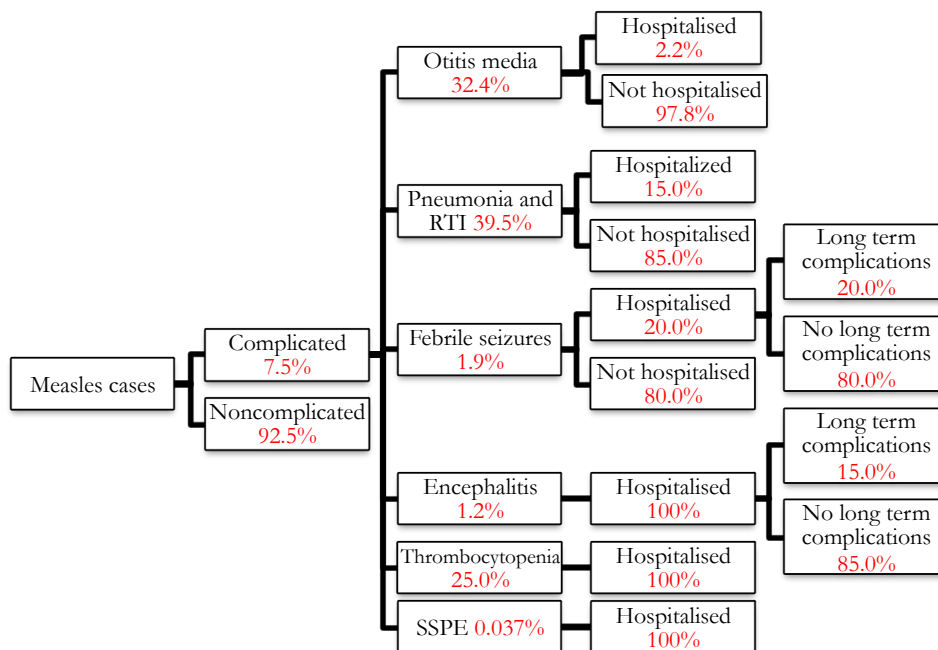 Measles cases
Complicated
7.5%
Noncomplicated
92.5%
Otitis media
32.4%
Hospitalised
2.2%
Not hospitalised
97.8%
Pneumonia and
RTI 39.5%
Hospitalized
15.0%
Not hospitalised
85.0%
Febrile seizures
1.9%
Hospitalised
20.0%
Long term
complications
20.0%
No long term
complications
80.0%
Not hospitalised
80.0%
Encephalitis
1.2%
Hospitalised
100%
Long term
complications
15.0%
No long term
complications
85.0%
Thrombocytopenia
25.0%
Hospitalised
100%
SSPE 0.037%
Hospitalised
100%